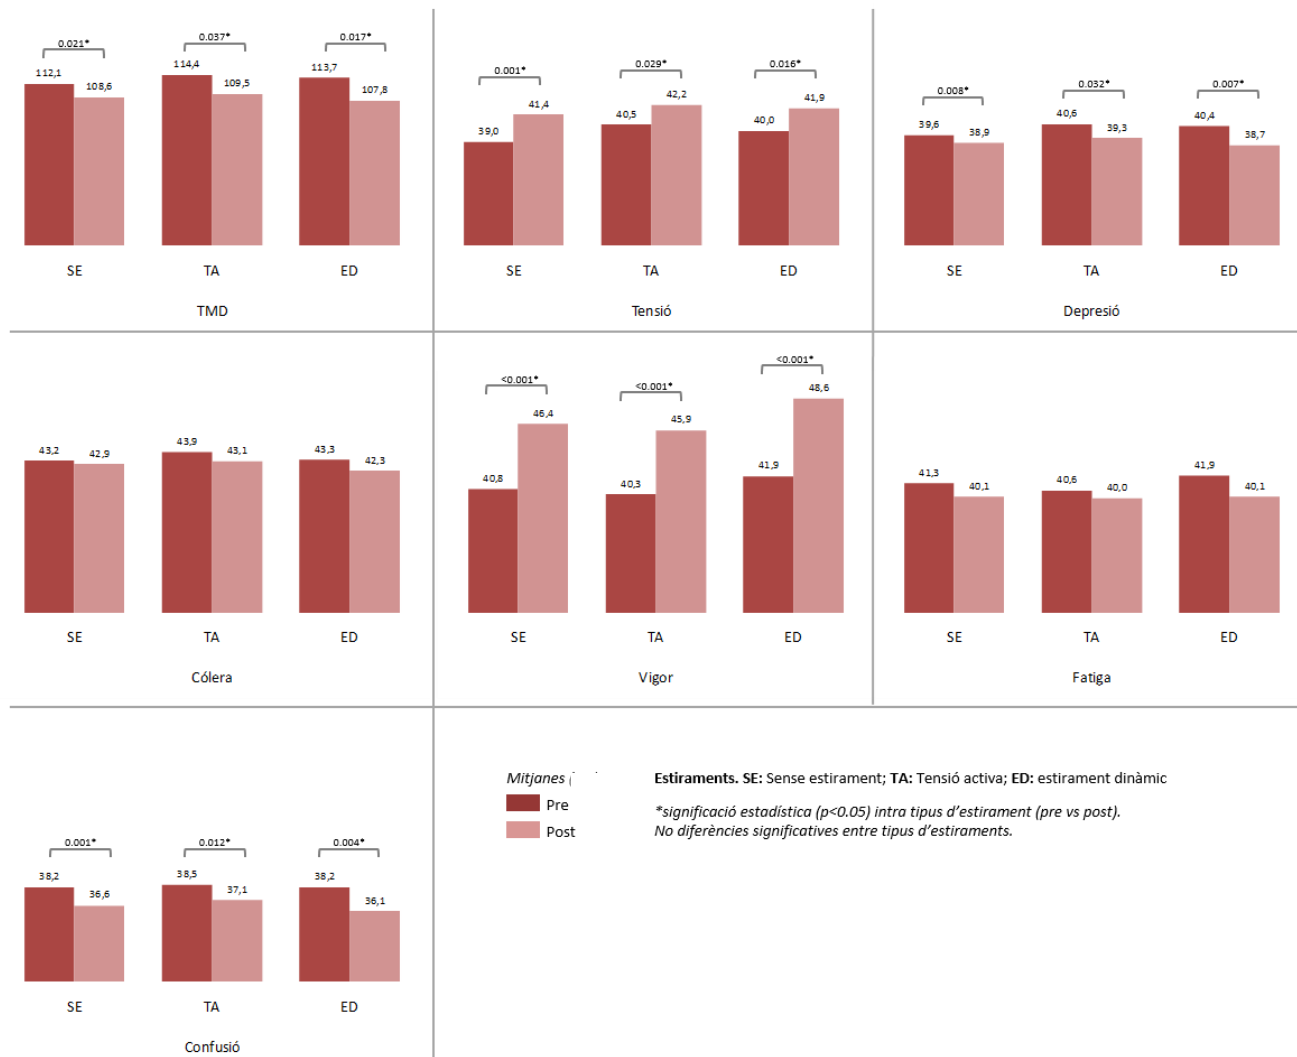 0.021*
0.037*
0.017*
112,1
108,6
114,4
109,5
113,7
107,8
SE
TA
ED
TMD
0.001*
0.029*
0.016*
39,0
41,4
40,5
42,2
40,0
41,9
SE
TA
ED
Tensió
0.008*
0.032*
0.007*
39,6
38,9
40,6
39,3
40,4
38,7
SE
TA
ED
Depresió
43,2
42,9
43,9
43,1
43,3
42,3
SE
TA
ED
Cólera
<0.001*
<0.001*
<0.001*
40,8
46,4
40,3
45,9
41,9
48,6
SE
TA
ED
Vigor
41,3
40,1
40,6
40,0
41,9
40,1
SE
TA
ED
Fatiga
0.001*
0.012*
0.004*
38,2
36,6
38,5
37,1
38,2
36,1
SE
TA
ED
Confusió
Mitjanes
Pre
Post
Estiraments. SE: Sense estirament; TA: Tensió activa; ED: estirament dinàmic
*significació estadística (p<0.05) intra tipus d'estirament (pre vs post).
No diferències significatives entre tipus d'estiraments.